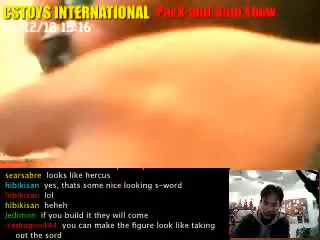 CSTOYS INTERNATIONAL Pack and Ship Show
12/18 15:16
searsabre looks like hercus
hibikisan yes, thats some nice looking s-word
hibikisan lol
hibikisan heheh
Jedimon if you build it they will come
you can make the figure look like taking
out the sord